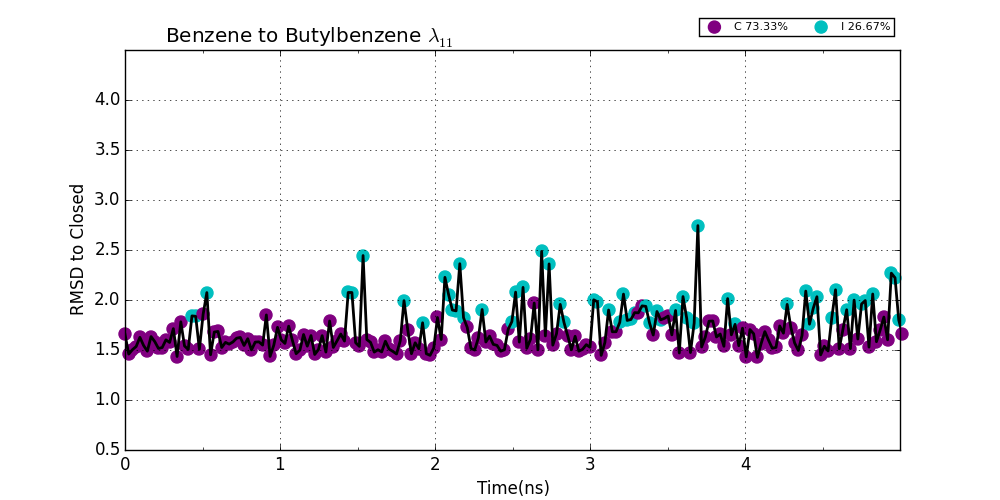 Benzene to Butylbenzene λ₁₁
C 73.33% I 26.67%
RMSD to Closed
4.0
3.5
3.0
2.5
2.0
1.5
1.0
0.5
0 1 2 3 4
Time(ns)